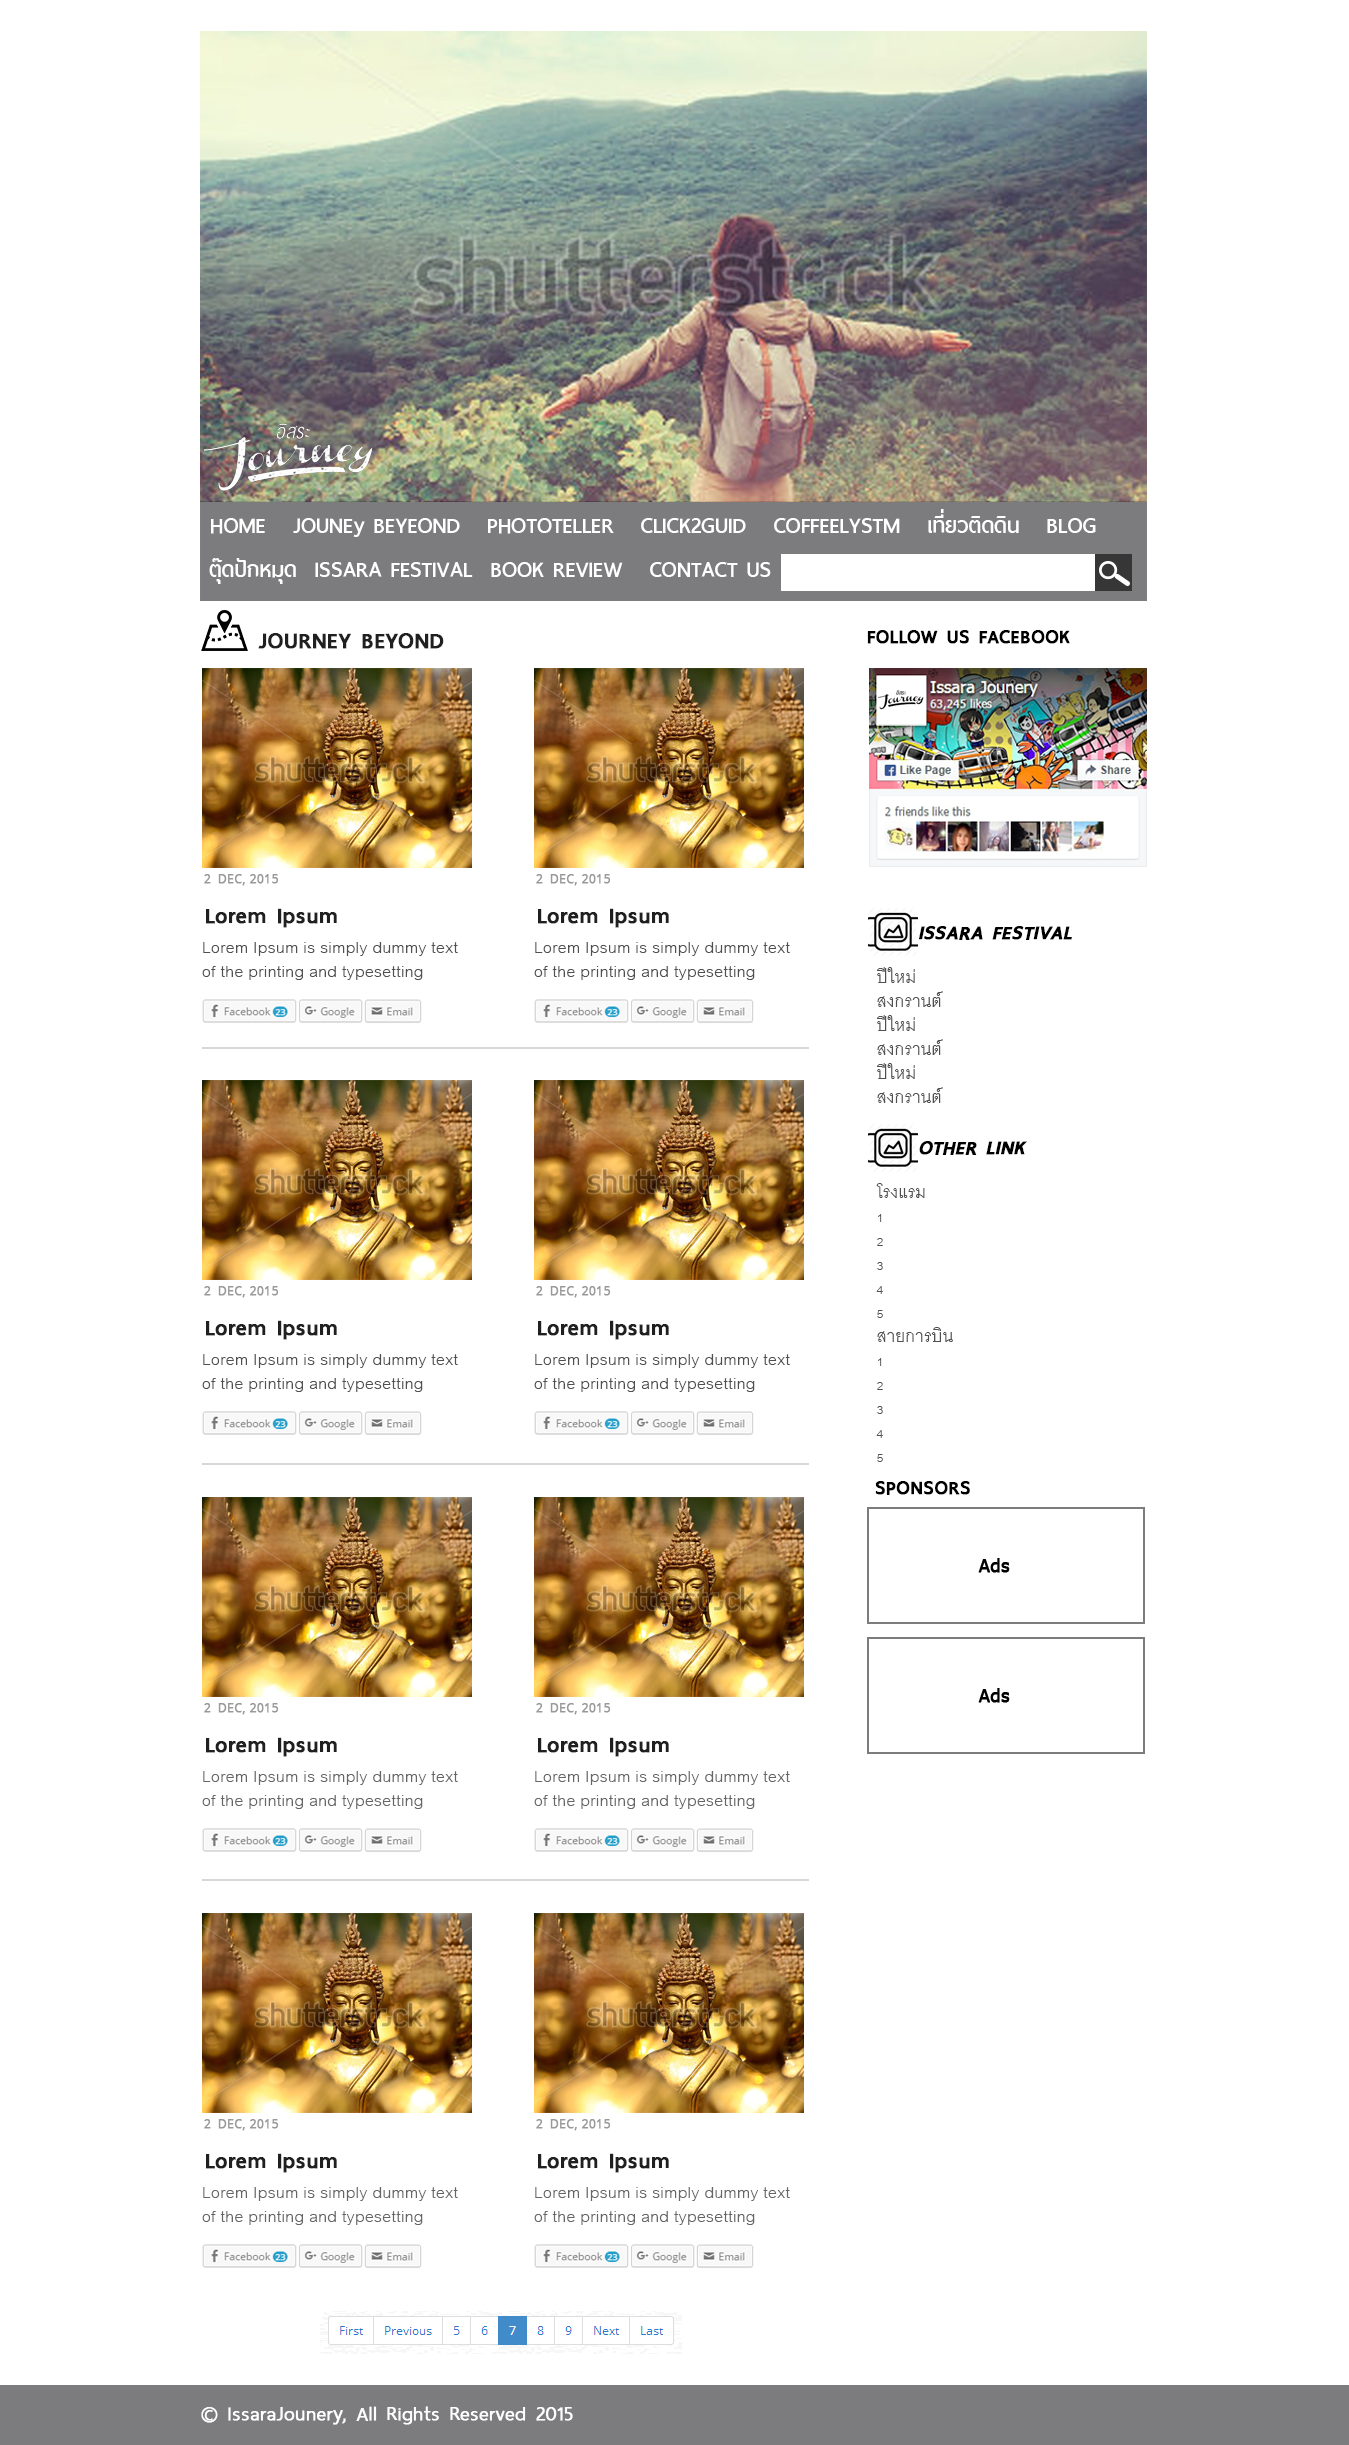 shutterstock
อิสระ
Journey
HOME JOUNEy BEYEOND PHOTOTELLER CLICK2GUID COFFEELYSTM เที่ยวติดดิน BLOG
ตุ๊ดปักหมุด ISSARA FESTIVAL BOOK REVIEW CONTACT US
JOURNEY BEYOND
shutterstock shutterstock
2 DEC, 2015 2 DEC, 2015
Lorem Ipsum Lorem Ipsum
Lorem Ipsum is simply dummy text Lorem Ipsum is simply dummy text
of the printing and typesetting of the printing and typesetting
Facebook 23 Google Email Facebook 23 Google Email
shutterstock shutterstock
2 DEC, 2015 2 DEC, 2015
Lorem Ipsum Lorem Ipsum
Lorem Ipsum is simply dummy text Lorem Ipsum is simply dummy text
of the printing and typesetting of the printing and typesetting
Facebook 23 Google Email Facebook 23 Google Email
shutterstock shutterstock
2 DEC, 2015 2 DEC, 2015
Lorem Ipsum Lorem Ipsum
Lorem Ipsum is simply dummy text Lorem Ipsum is simply dummy text
of the printing and typesetting of the printing and typesetting
Facebook 23 Google Email Facebook 23 Google Email
shutterstock shutterstock
2 DEC, 2015 2 DEC, 2015
Lorem Ipsum Lorem Ipsum
Lorem Ipsum is simply dummy text Lorem Ipsum is simply dummy text
of the printing and typesetting of the printing and typesetting
Facebook 23 Google Email Facebook 23 Google Email
First Previous 5 6 7 8 9 Next Last
FOLLOW US FACEBOOK
อิสระ
Journey
Issara Jounery
63,245 likes
Like Page Share
2 friends like this
ISSARA FESTIVAL
ปีใหม่
สงกรานต์
ปีใหม่
สงกรานต์
ปีใหม่
สงกรานต์
OTHER LINK
โรงแรม
1
2
3
4
5
สายการบิน
1
2
3
4
5
SPONSORS
Ads
Ads
© IssaraJounery, All Rights Reserved 2015